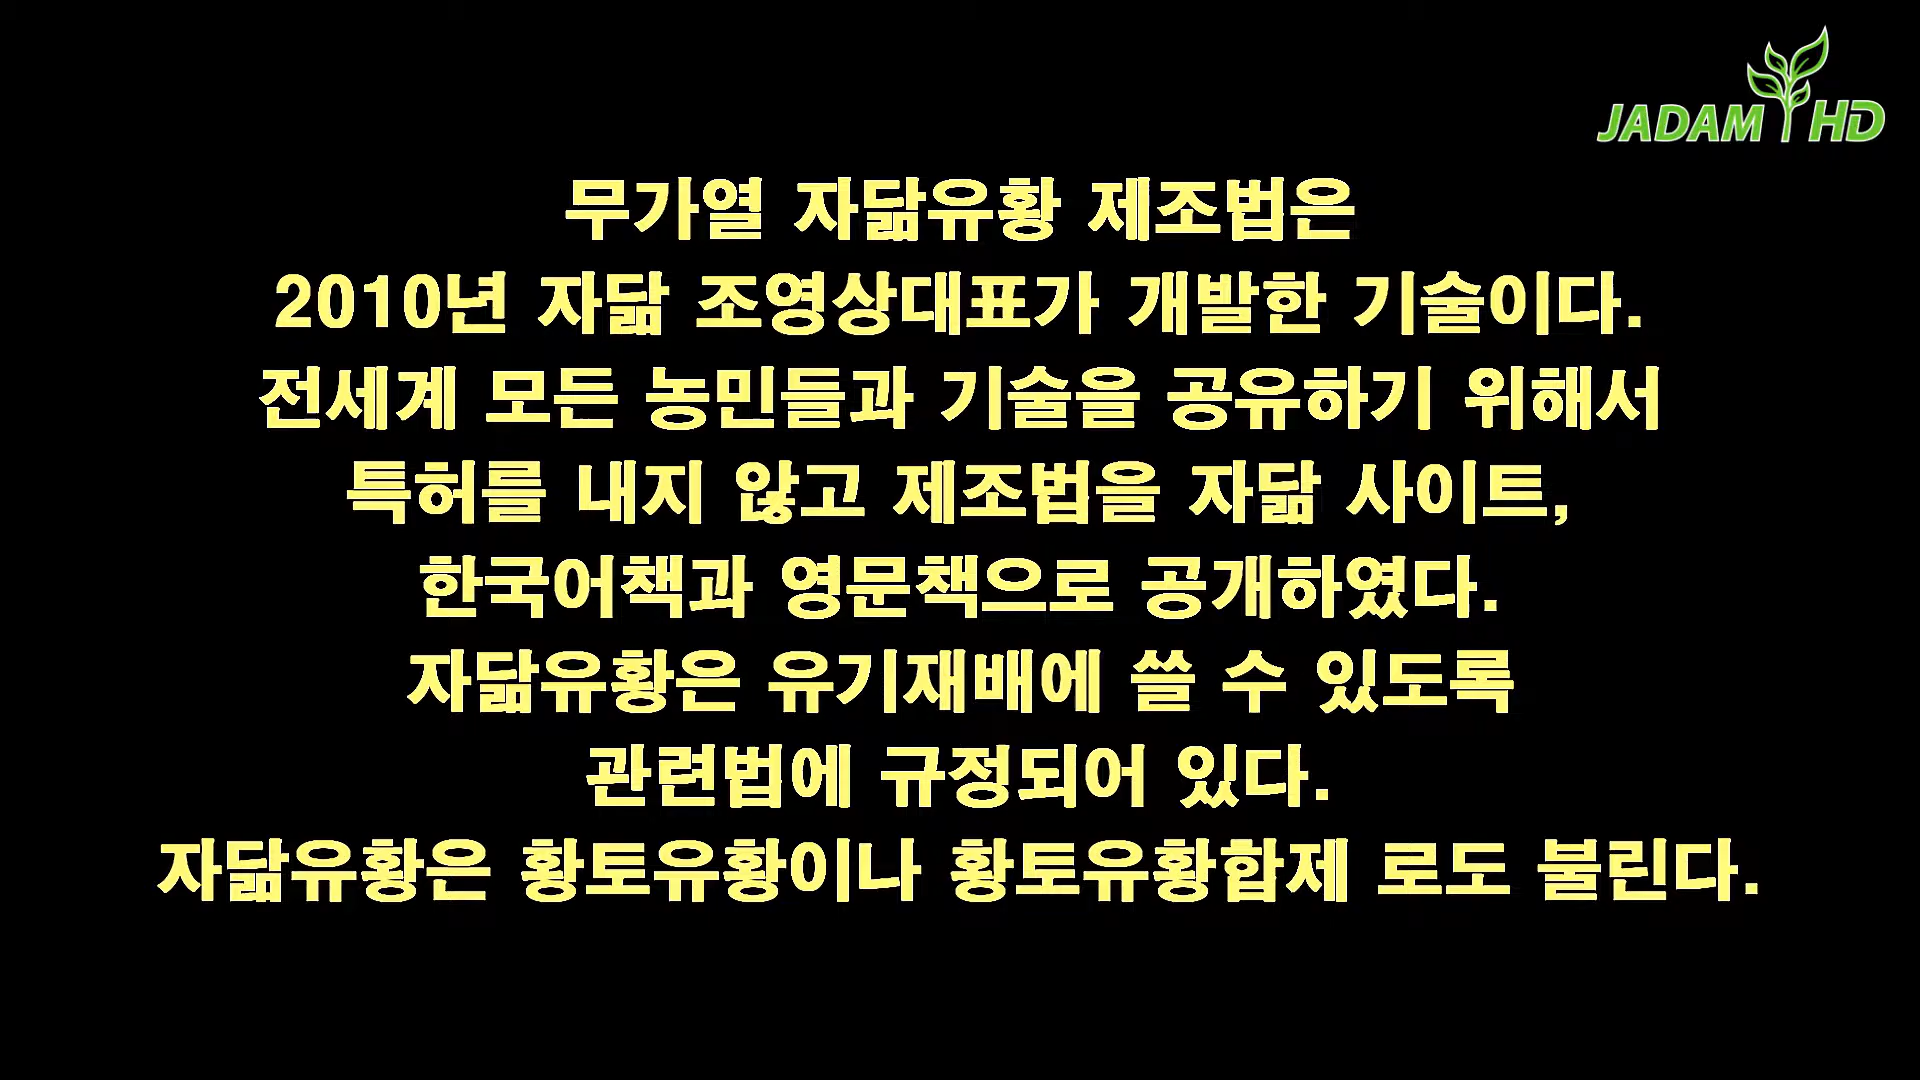 JADAM HD
무가열 자닮유황 제조법은
2010년 자닮 조영상대표가 개발한 기술이다.
전세계 모든 농민들과 기술을 공유하기 위해서
특허를 내지 않고 제조법을 자닮 사이트,
한국어책과 영문책으로 공개하였다.
자닮유황은 유기재배에 쓸 수 있도록
관련법에 규정되어 있다.
자닮유황은 황토유황이나 황토유황합제 로도 불린다.